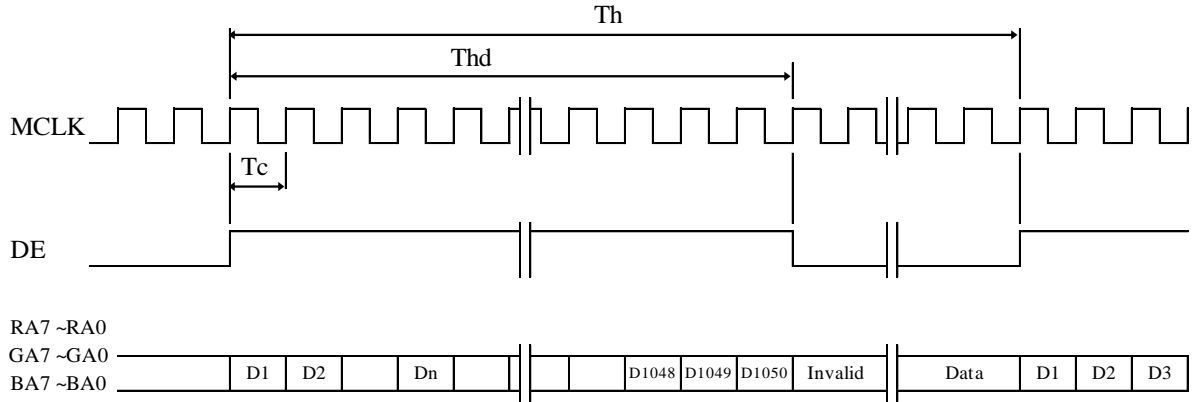 Th
Thd
MCLK
Tc
DE
RA7 ~RA0
GA7 ~GA0
BA7 ~BA0
D1 D2 Dn D1048 D1049 D1050 Invalid Data D1 D2 D3